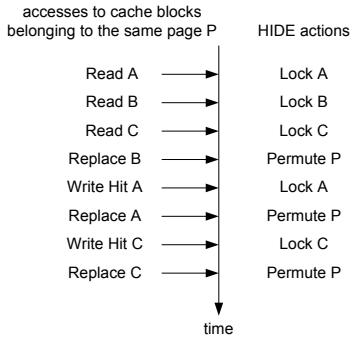 accesses to cache blocks
belonging to the same page P HIDE actions
Read A Lock A
Read B Lock B
Read C Lock C
Replace B Permute P
Write Hit A Lock A
Replace A Permute P
Write Hit C Lock C
Replace C Permute P
time